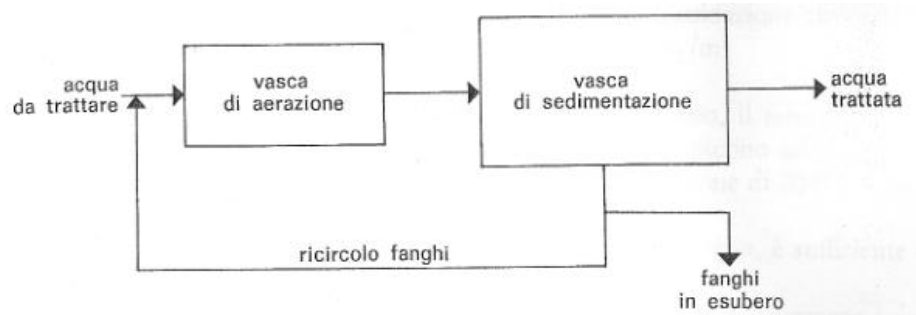 acqua
da trattare
vasca
di aerazione
vasca
di sedimentazione
acqua
trattata
ricircolo fanghi
fanghi
in esubero